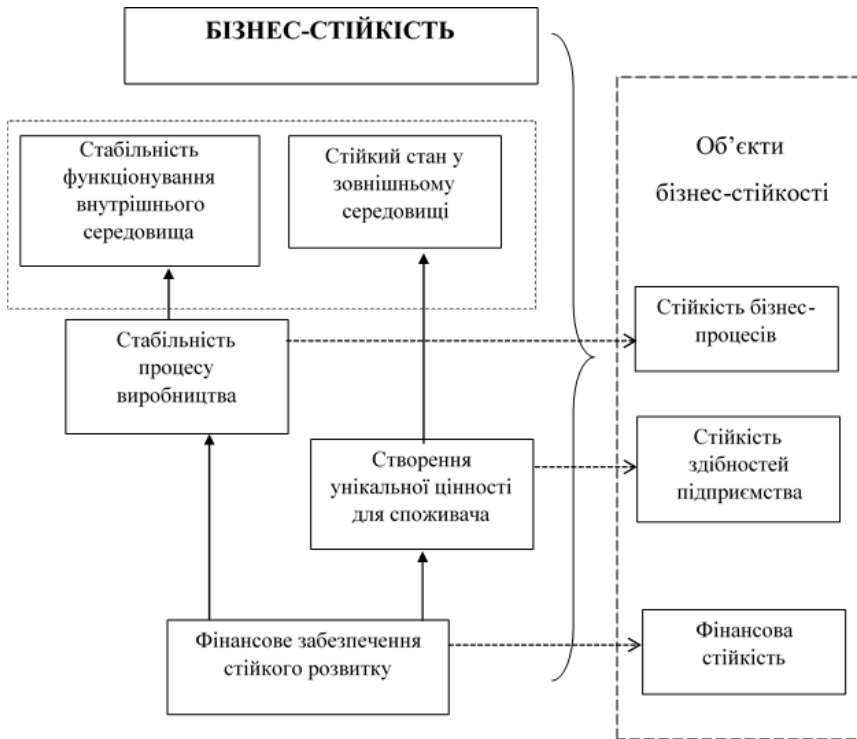 БІЗНЕС-СТІЙКІСТЬ
Стабільність
функціонування
внутрішнього
середовища
Стійкий стан у
зовнішньому
середовищі
Об’єкти
бізнес-стійкості
Стабільність
процесу
виробництва
Стійкість бізнес-
процесів
Створення
унікальної цінності
для споживача
Стійкість
здібностей
підприємства
Фінансове забезпечення
стійкого розвитку
Фінансова
стійкість